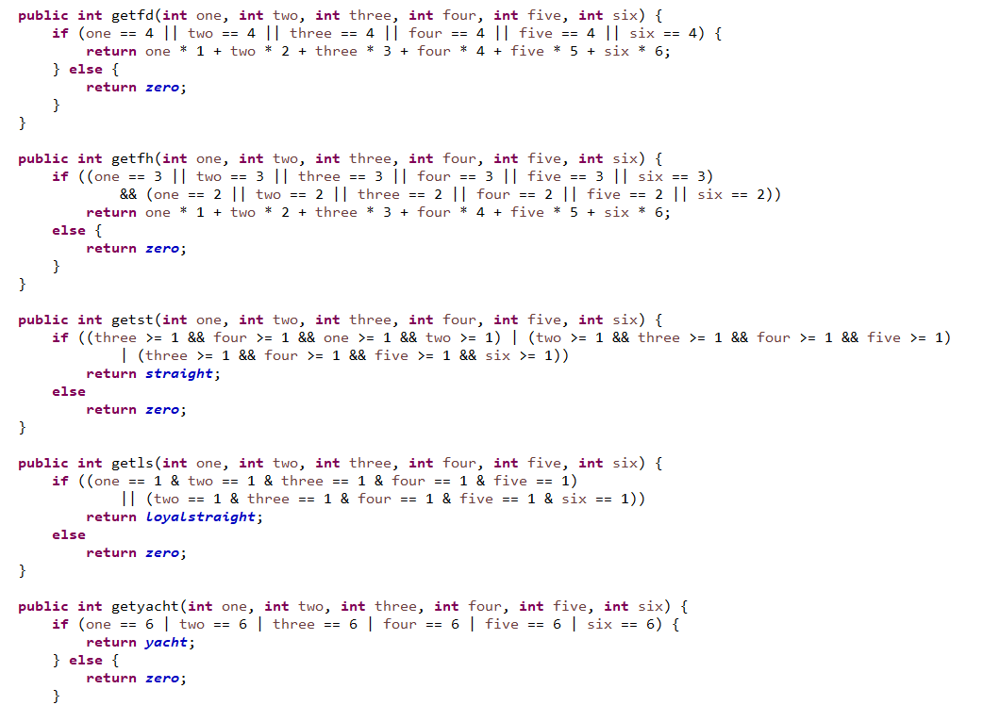 public int getfd(int one, int two, int three, int four, int five, int six) {
    if (one == 4 || two == 4 || three == 4 || four == 4 || five == 4 || six == 4) {
        return one * 1 + two * 2 + three * 3 + four * 4 + five * 5 + six * 6;
    } else {
        return zero;
    }
}

public int getfh(int one, int two, int three, int four, int five, int six) {
    if ((one == 3 || two == 3 || three == 3 || four == 3 || five == 3 || six == 3)
            && (one == 2 || two == 2 || three == 2 || four == 2 || five == 2 || six == 2))
        return one * 1 + two * 2 + three * 3 + four * 4 + five * 5 + six * 6;
    else {
        return zero;
    }
}

public int getst(int one, int two, int three, int four, int five, int six) {
    if ((three >= 1 && four >= 1 && one >= 1 && two >= 1) | (two >= 1 && three >= 1 && four >= 1 && five >= 1)
            | (three >= 1 && four >= 1 && five >= 1 && six >= 1))
        return straight;
    else
        return zero;
}

public int getls(int one, int two, int three, int four, int five, int six) {
    if ((one == 1 & two == 1 & three == 1 & four == 1 & five == 1)
            || (two == 1 & three == 1 & four == 1 & five == 1 & six == 1))
        return loyalstraight;
    else
        return zero;
}

public int getyacht(int one, int two, int three, int four, int five, int six) {
    if (one == 6 | two == 6 | three == 6 | four == 6 | five == 6 | six == 6) {
        return yacht;
    } else {
        return zero;
    }